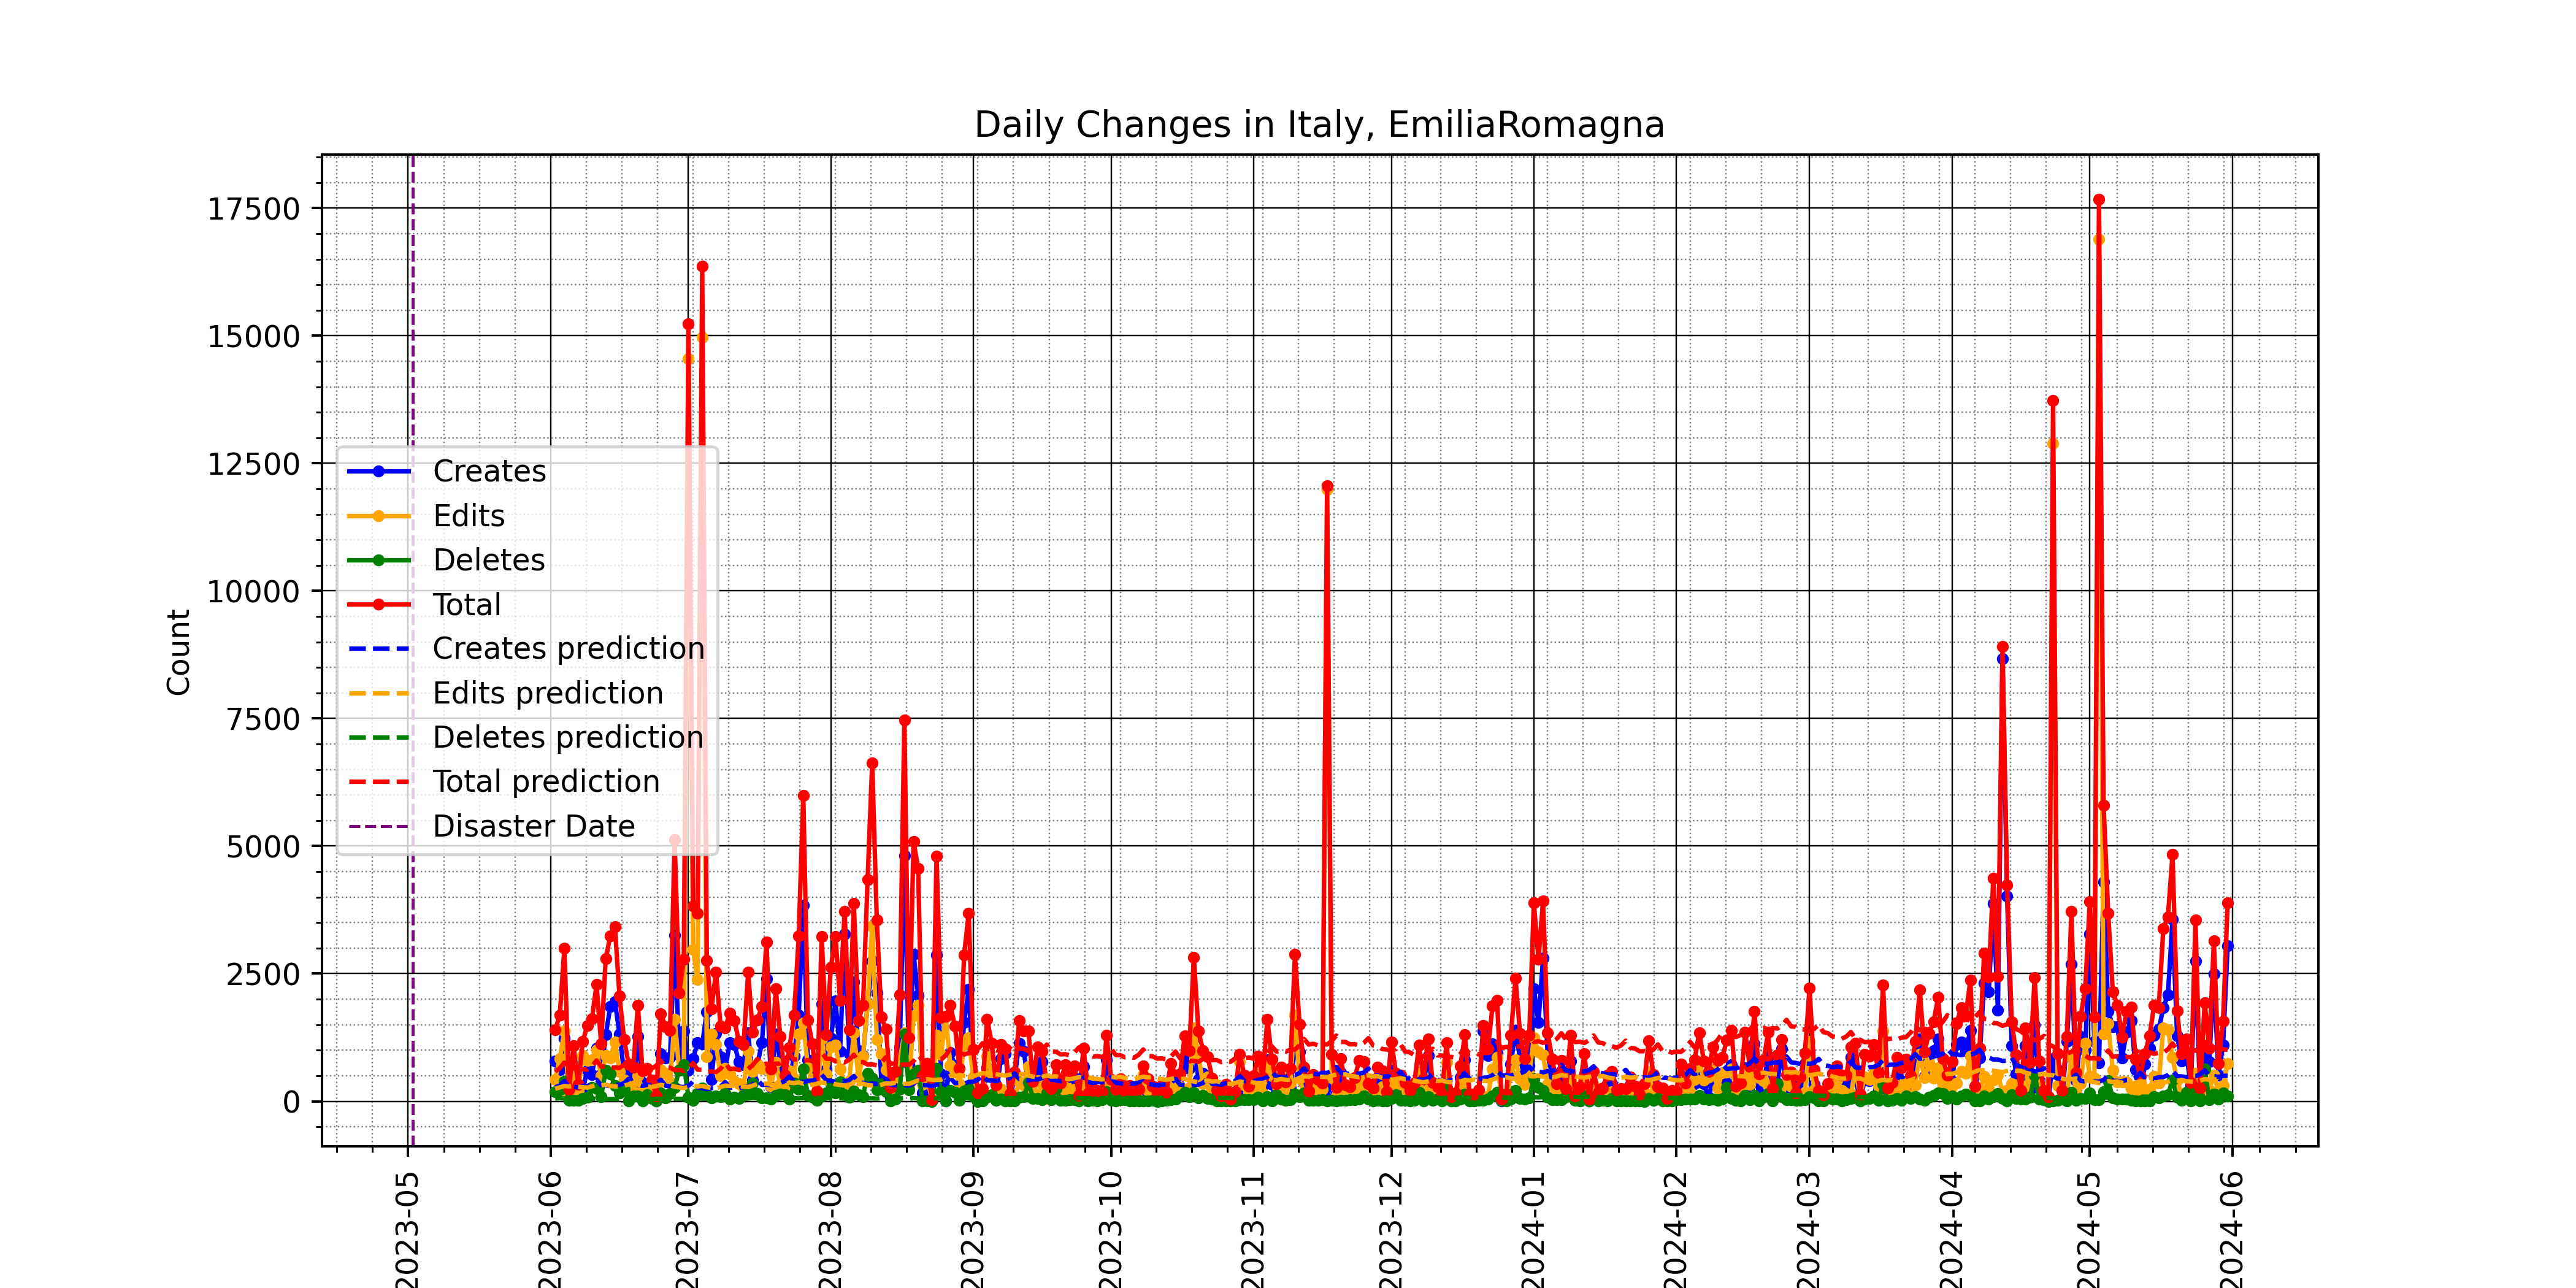 Daily Changes in Italy, EmiliaRomagna
17500
15000
12500
10000
7500
5000
2500
0
Count
Creates
Edits
Deletes
Total
Creates prediction
Edits prediction
Deletes prediction
Total prediction
Disaster Date
2023-05
2023-06
2023-07
2023-08
2023-09
2023-10
2023-11
2023-12
2024-01
2024-02
2024-03
2024-04
2024-05
2024-06